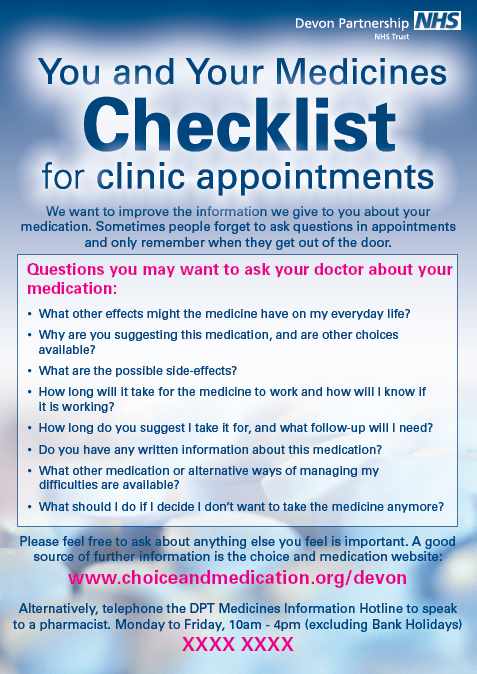 Devon Partnership NHS
NHS Trust
You and Your Medicines
Checklist
for clinic appointments
We want to improve the information we give to you about your
medication. Sometimes people forget to ask questions in appointments
and only remember when they get out of the door.
Questions you may want to ask your doctor about your
medication:
• What other effects might the medicine have on my everyday life?
• Why are you suggesting this medication, and are other choices
available?
• What are the possible side-effects?
• How long will it take for the medicine to work and how will I know if
it is working?
• How long do you suggest I take it for, and what follow-up will I need?
• Do you have any written information about this medication?
• What other medication or alternative ways of managing my
difficulties are available?
• What should I do if I decide I don’t want to take the medicine anymore?
Please feel free to ask about anything else you feel is important. A good
source of further information is the choice and medication website:
www.choiceandmedication.org/devon
Alternatively, telephone the DPT Medicines Information Hotline to speak
to a pharmacist. Monday to Friday, 10am - 4pm (excluding Bank Holidays)
XXXX XXXX